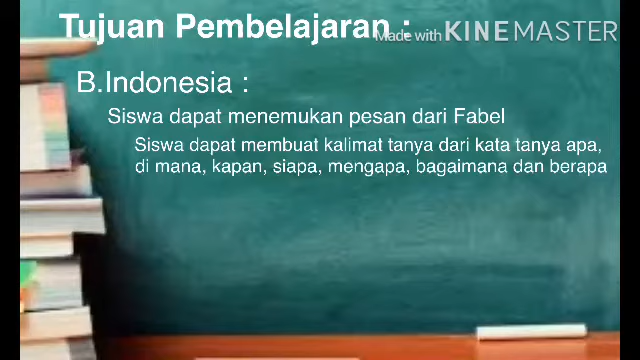 Tujuan Pembelajaran :
Made with KINEMASTER
B.Indonesia :
Siswa dapat menemukan pesan dari Fabel
Siswa dapat membuat kalimat tanya dari kata tanya apa,
di mana, kapan, siapa, mengapa, bagaimana dan berapa